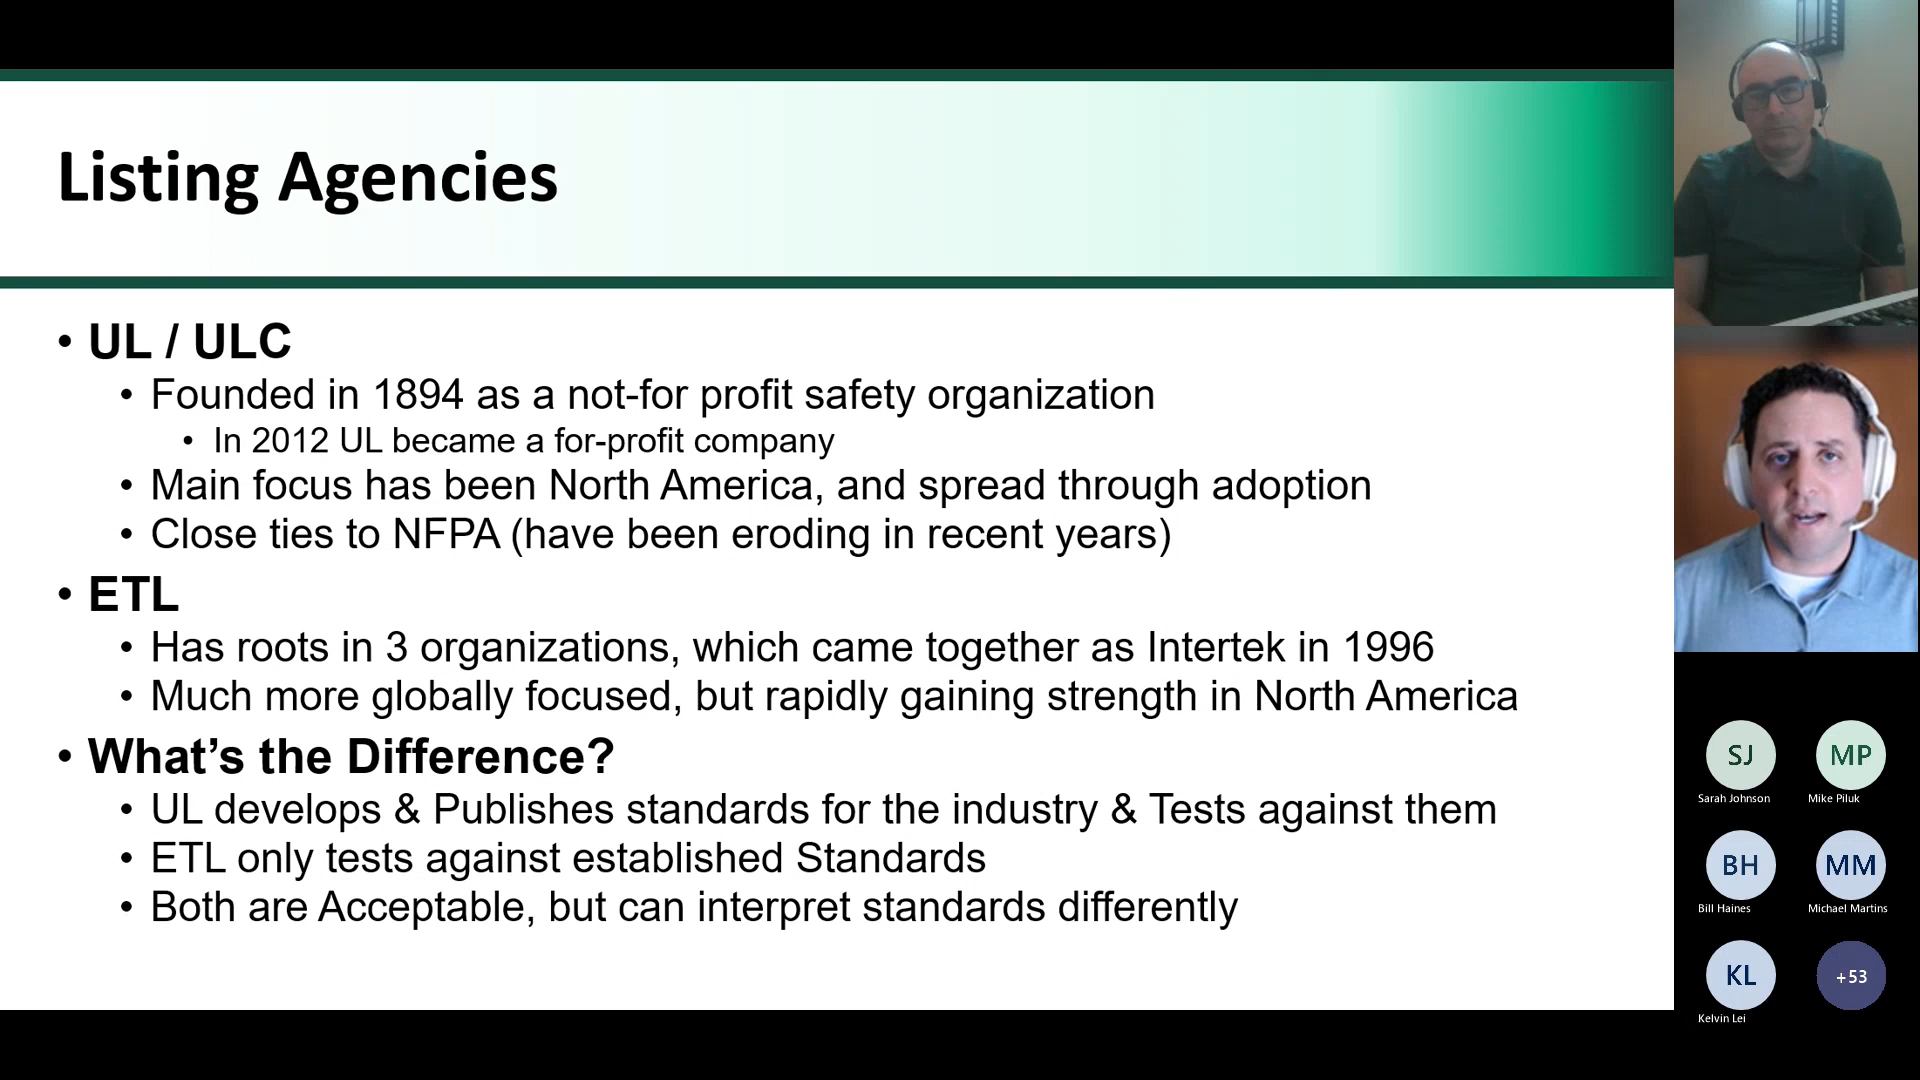 Listing Agencies
• UL / ULC
• Founded in 1894 as a not-for profit safety organization
• In 2012 UL became a for-profit company
• Main focus has been North America, and spread through adoption
• Close ties to NFPA (have been eroding in recent years)
• ETL
• Has roots in 3 organizations, which came together as Intertek in 1996
• Much more globally focused, but rapidly gaining strength in North America
• What’s the Difference?
• UL develops & Publishes standards for the industry & Tests against them
• ETL only tests against established Standards
• Both are Acceptable, but can interpret standards differently
SJ MP
Sarah Johnson Mike Piluk
BH MM
Bill Haines Michael Martins
KL +53
Kelvin Lei